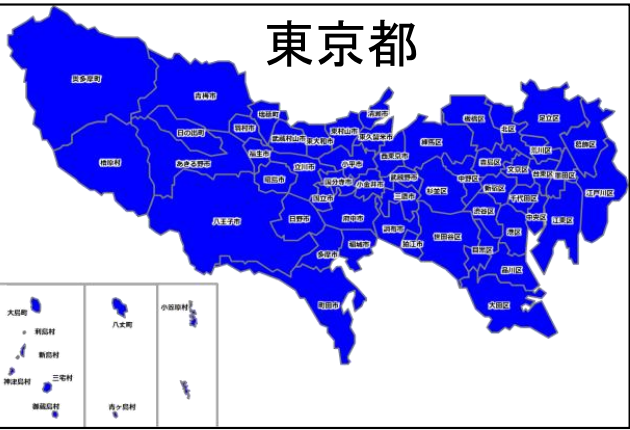 東京都
奥多摩町
青梅市
瑞穂町
清瀬市
板橋区
足立区
北区
日の出町
羽村市
武蔵村山市
東大和市
東村山市
東久留米市
練馬区
葛飾区
檜原村
あきる野市
福生市
立川市
小平市
西東京市
豊島区
文京区
荒川区
台東区
墨田区
昭島市
国分寺市
小金井市
武蔵野市
中野区
新宿区
江戸川区
国立市
三鷹市
杉並区
千代田区
八王子市
日野市
府中市
渋谷区
中央区
江東区
調布市
世田谷区
港区
稲城市
狛江市
多摩市
目黒区
品川区
町田市
大田区
大島町
利島村
新島村
神津島村
三宅村
御蔵島村
八丈町
青ヶ島村
小笠原村